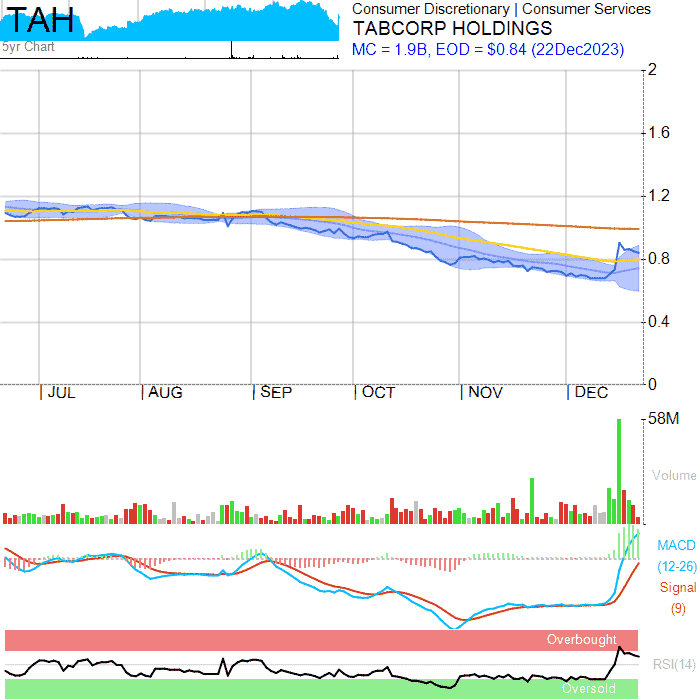 TAH
5yr Chart
Consumer Discretionary | Consumer Services
TABCORP HOLDINGS
MC = 1.9B, EOD = $0.84 (22Dec2023)
2
1.6
1.2
0.8
0.4
0
| JUL | AUG | SEP | OCT | NOV | DEC
58M
Volume
MACD
(12-26)
Signal
(9)
Overbought
RSI(14)
Oversold